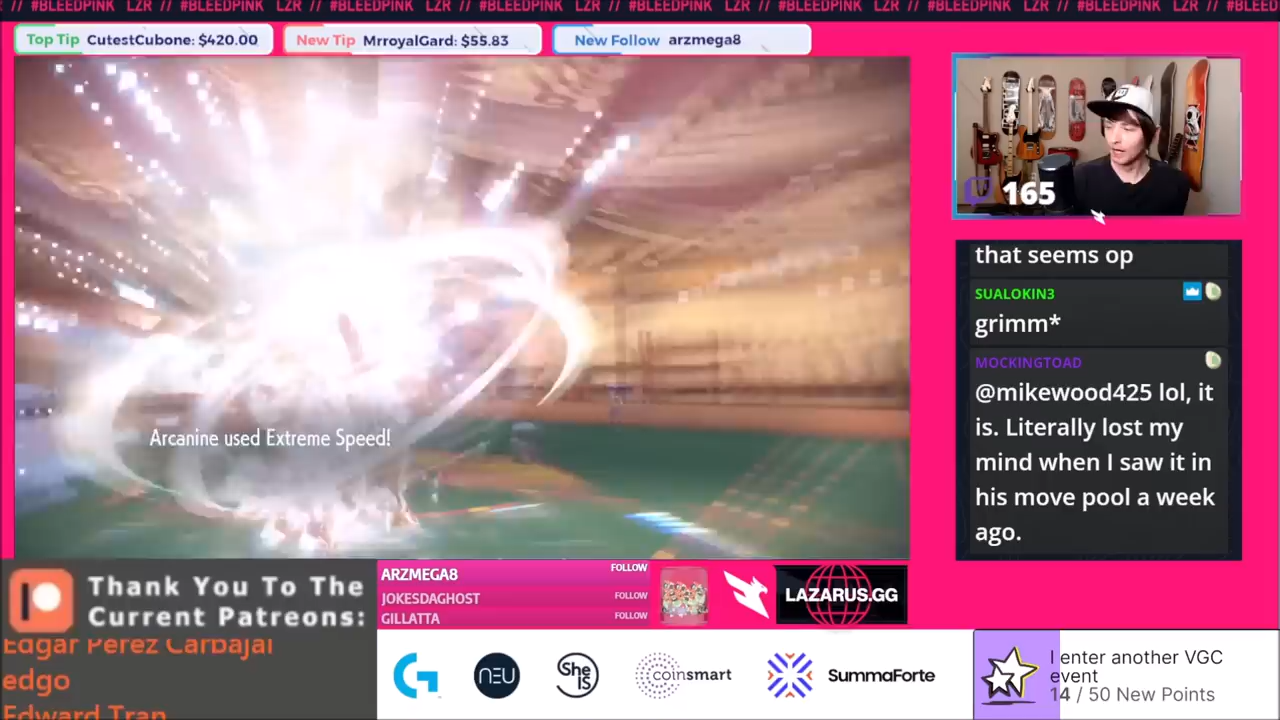 // #BLEEDPINK LZR // #BLEEDPINK LZR // #BLEEDPINK LZR // #BLEEDPINK LZR // #BLEEDPINK LZR // #BLEEDPINK LZR // #BLEEDPINK LZR // #BLEEDPINK LZR // #BLEED
Top Tip CutestCubone: $420.00
New Tip MrroyalGard: $55.83
New Follow arzmega8
165
that seems op
SUALOKIN3
grimm*
MOCKINGTOAD
@mikewood425 lol, it
is. Literally lost my
mind when I saw it in
his move pool a week
ago.
Arcanine used Extreme Speed!
Thank You To The
Current Patreons:
Edgar Perez Carbajal
edgo
Edward Tran
ARZMEGA8 FOLLOW
JOKESDAGHOST FOLLOW
GILLATTA FOLLOW
LAZARUS.GG
G
NEU
She
IS
coinsmart
SummaForte
I enter another VGC
event
14 / 50 New Points